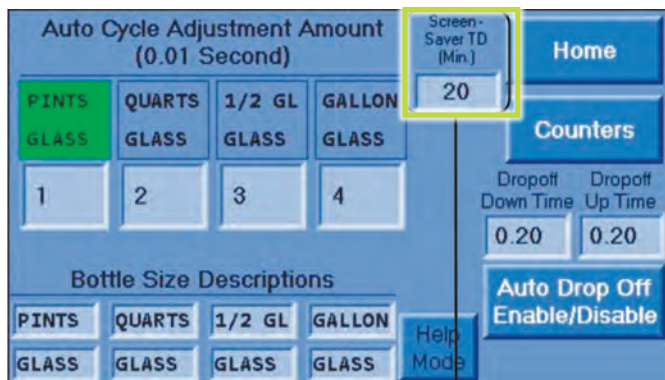 Auto Cycle Adjustment Amount
(0.01 Second)
Screen-
Saver TD
(Min.)
20
Home
Counters
PINTS QUARTS 1/2 GL GALLON
GLASS GLASS GLASS GLASS
1 2 3 4
Dropoff Dropoff
Down Time Up Time
0.20 0.20
Bottle Size Descriptions
PINTS QUARTS 1/2 GL GALLON
GLASS GLASS GLASS GLASS
Help
Mode
Auto Drop Off
Enable/Disable